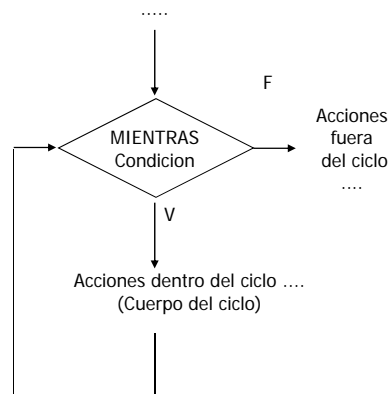 .....
F
MIENTRAS
Condicion
Acciones
fuera
del ciclo
....
V
Acciones dentro del ciclo ....
(Cuerpo del ciclo)